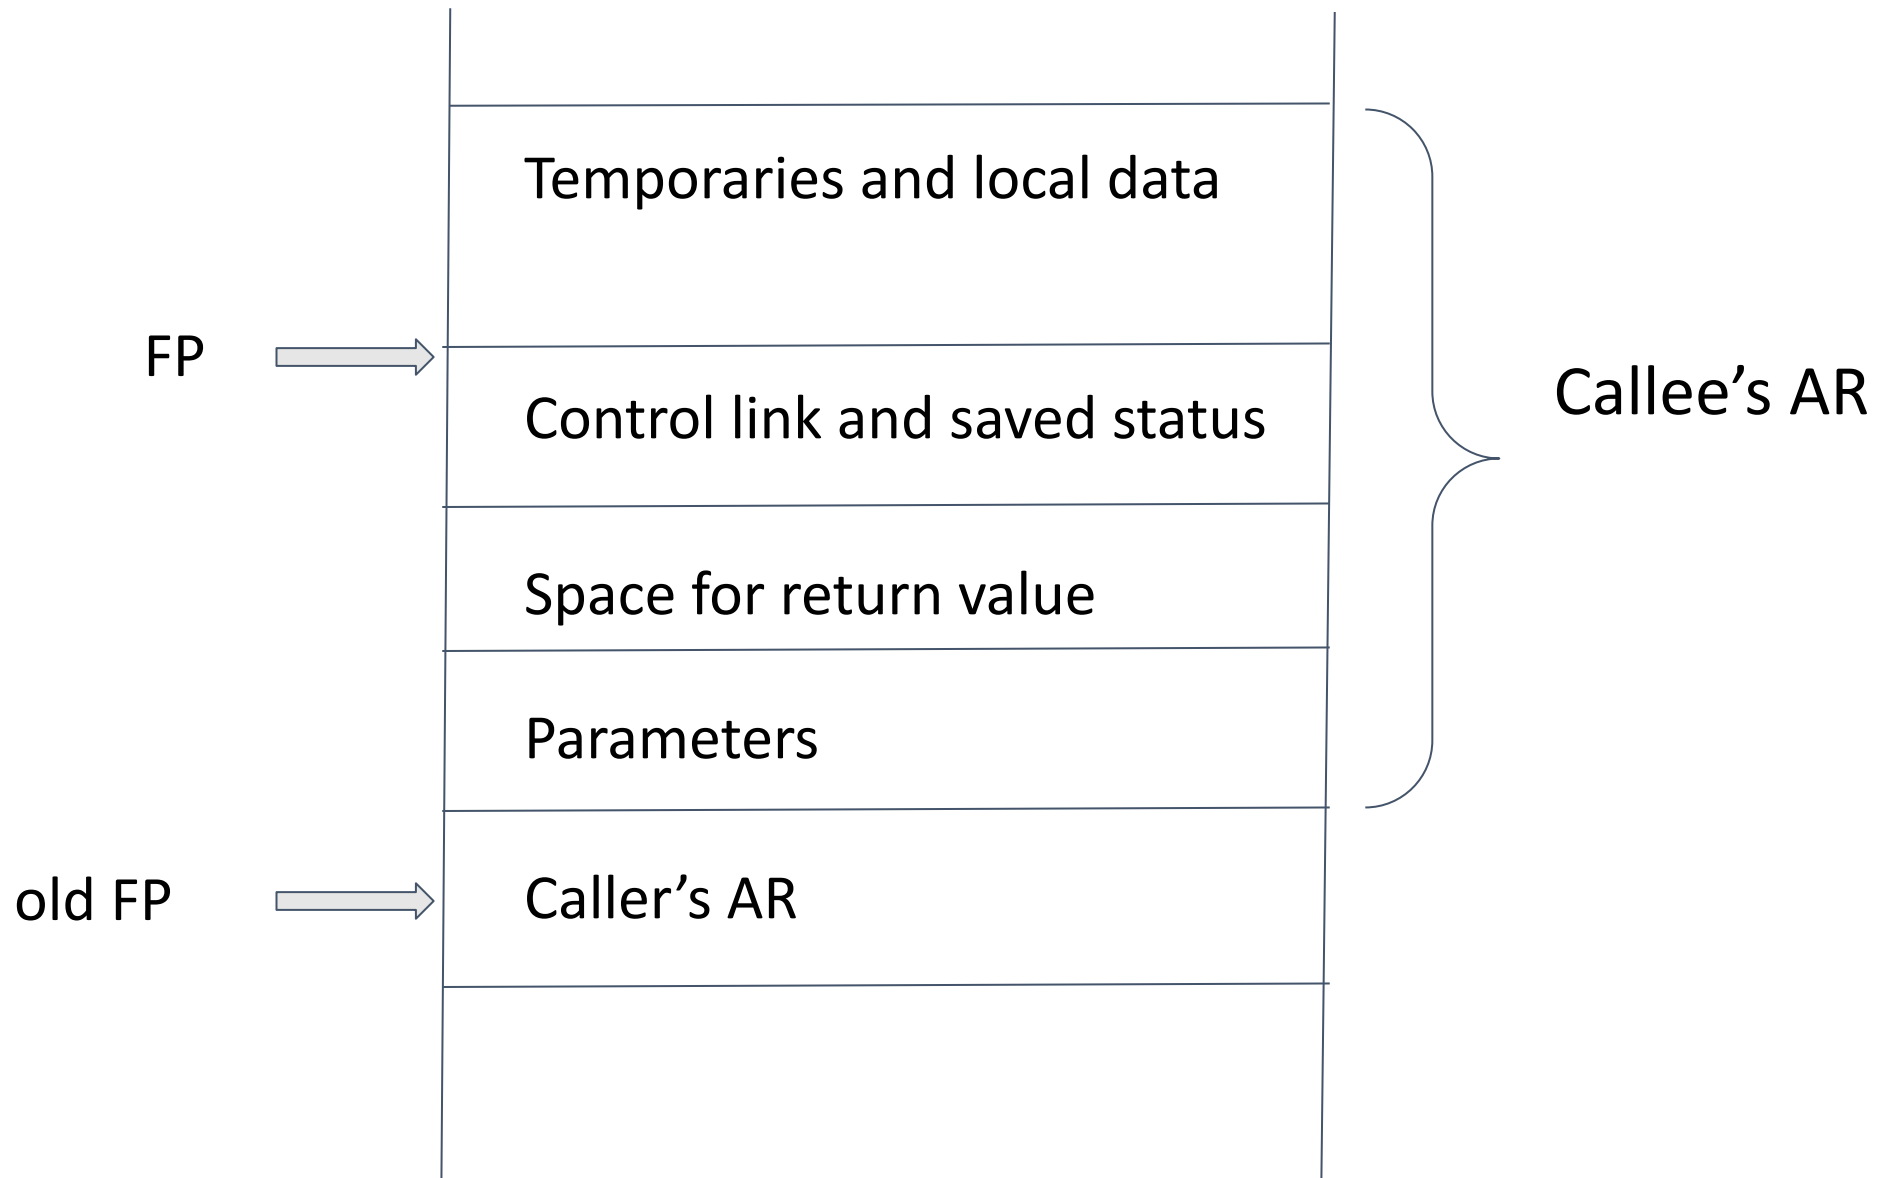 Temporaries and local data
FP
Control link and saved status
Callee’s AR
Space for return value
Parameters
old FP
Caller’s AR